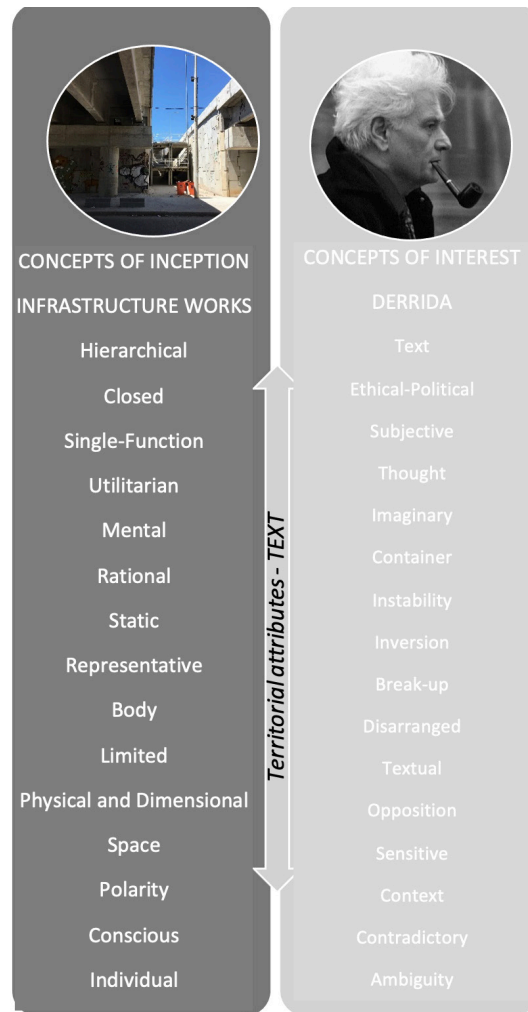 CONCEPTS OF INCEPTION
INFRASTRUCTURE WORKS
Hierarchical
Closed
Single-Function
Utilitarian
Mental
Rational
Static
Representative
Body
Limited
Physical and Dimensional
Space
Polarity
Conscious
Individual
Territorial attributes - TEXT
CONCEPTS OF INTEREST
DERRIDA
Text
Ethical-Political
Subjective
Thought
Imaginary
Container
Instability
Inversion
Break-up
Disarranged
Textual
Opposition
Sensitive
Context
Contradictory
Ambiguity